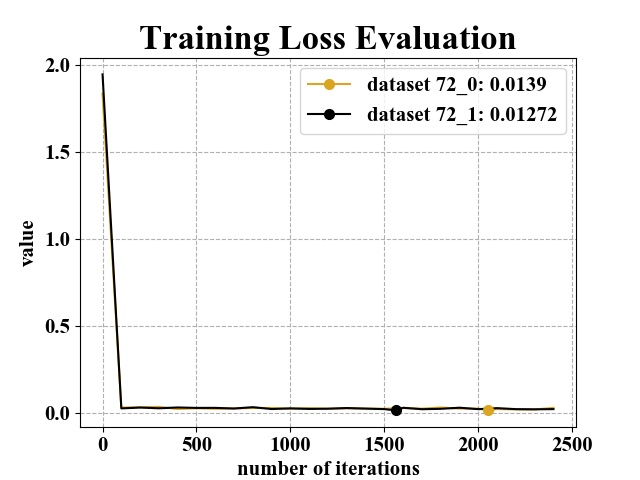 Training Loss Evaluation
dataset 72_0: 0.0139
dataset 72_1: 0.01272
2.0
1.5
1.0
0.5
0.0
value
0 500 1000 1500 2000 2500
number of iterations